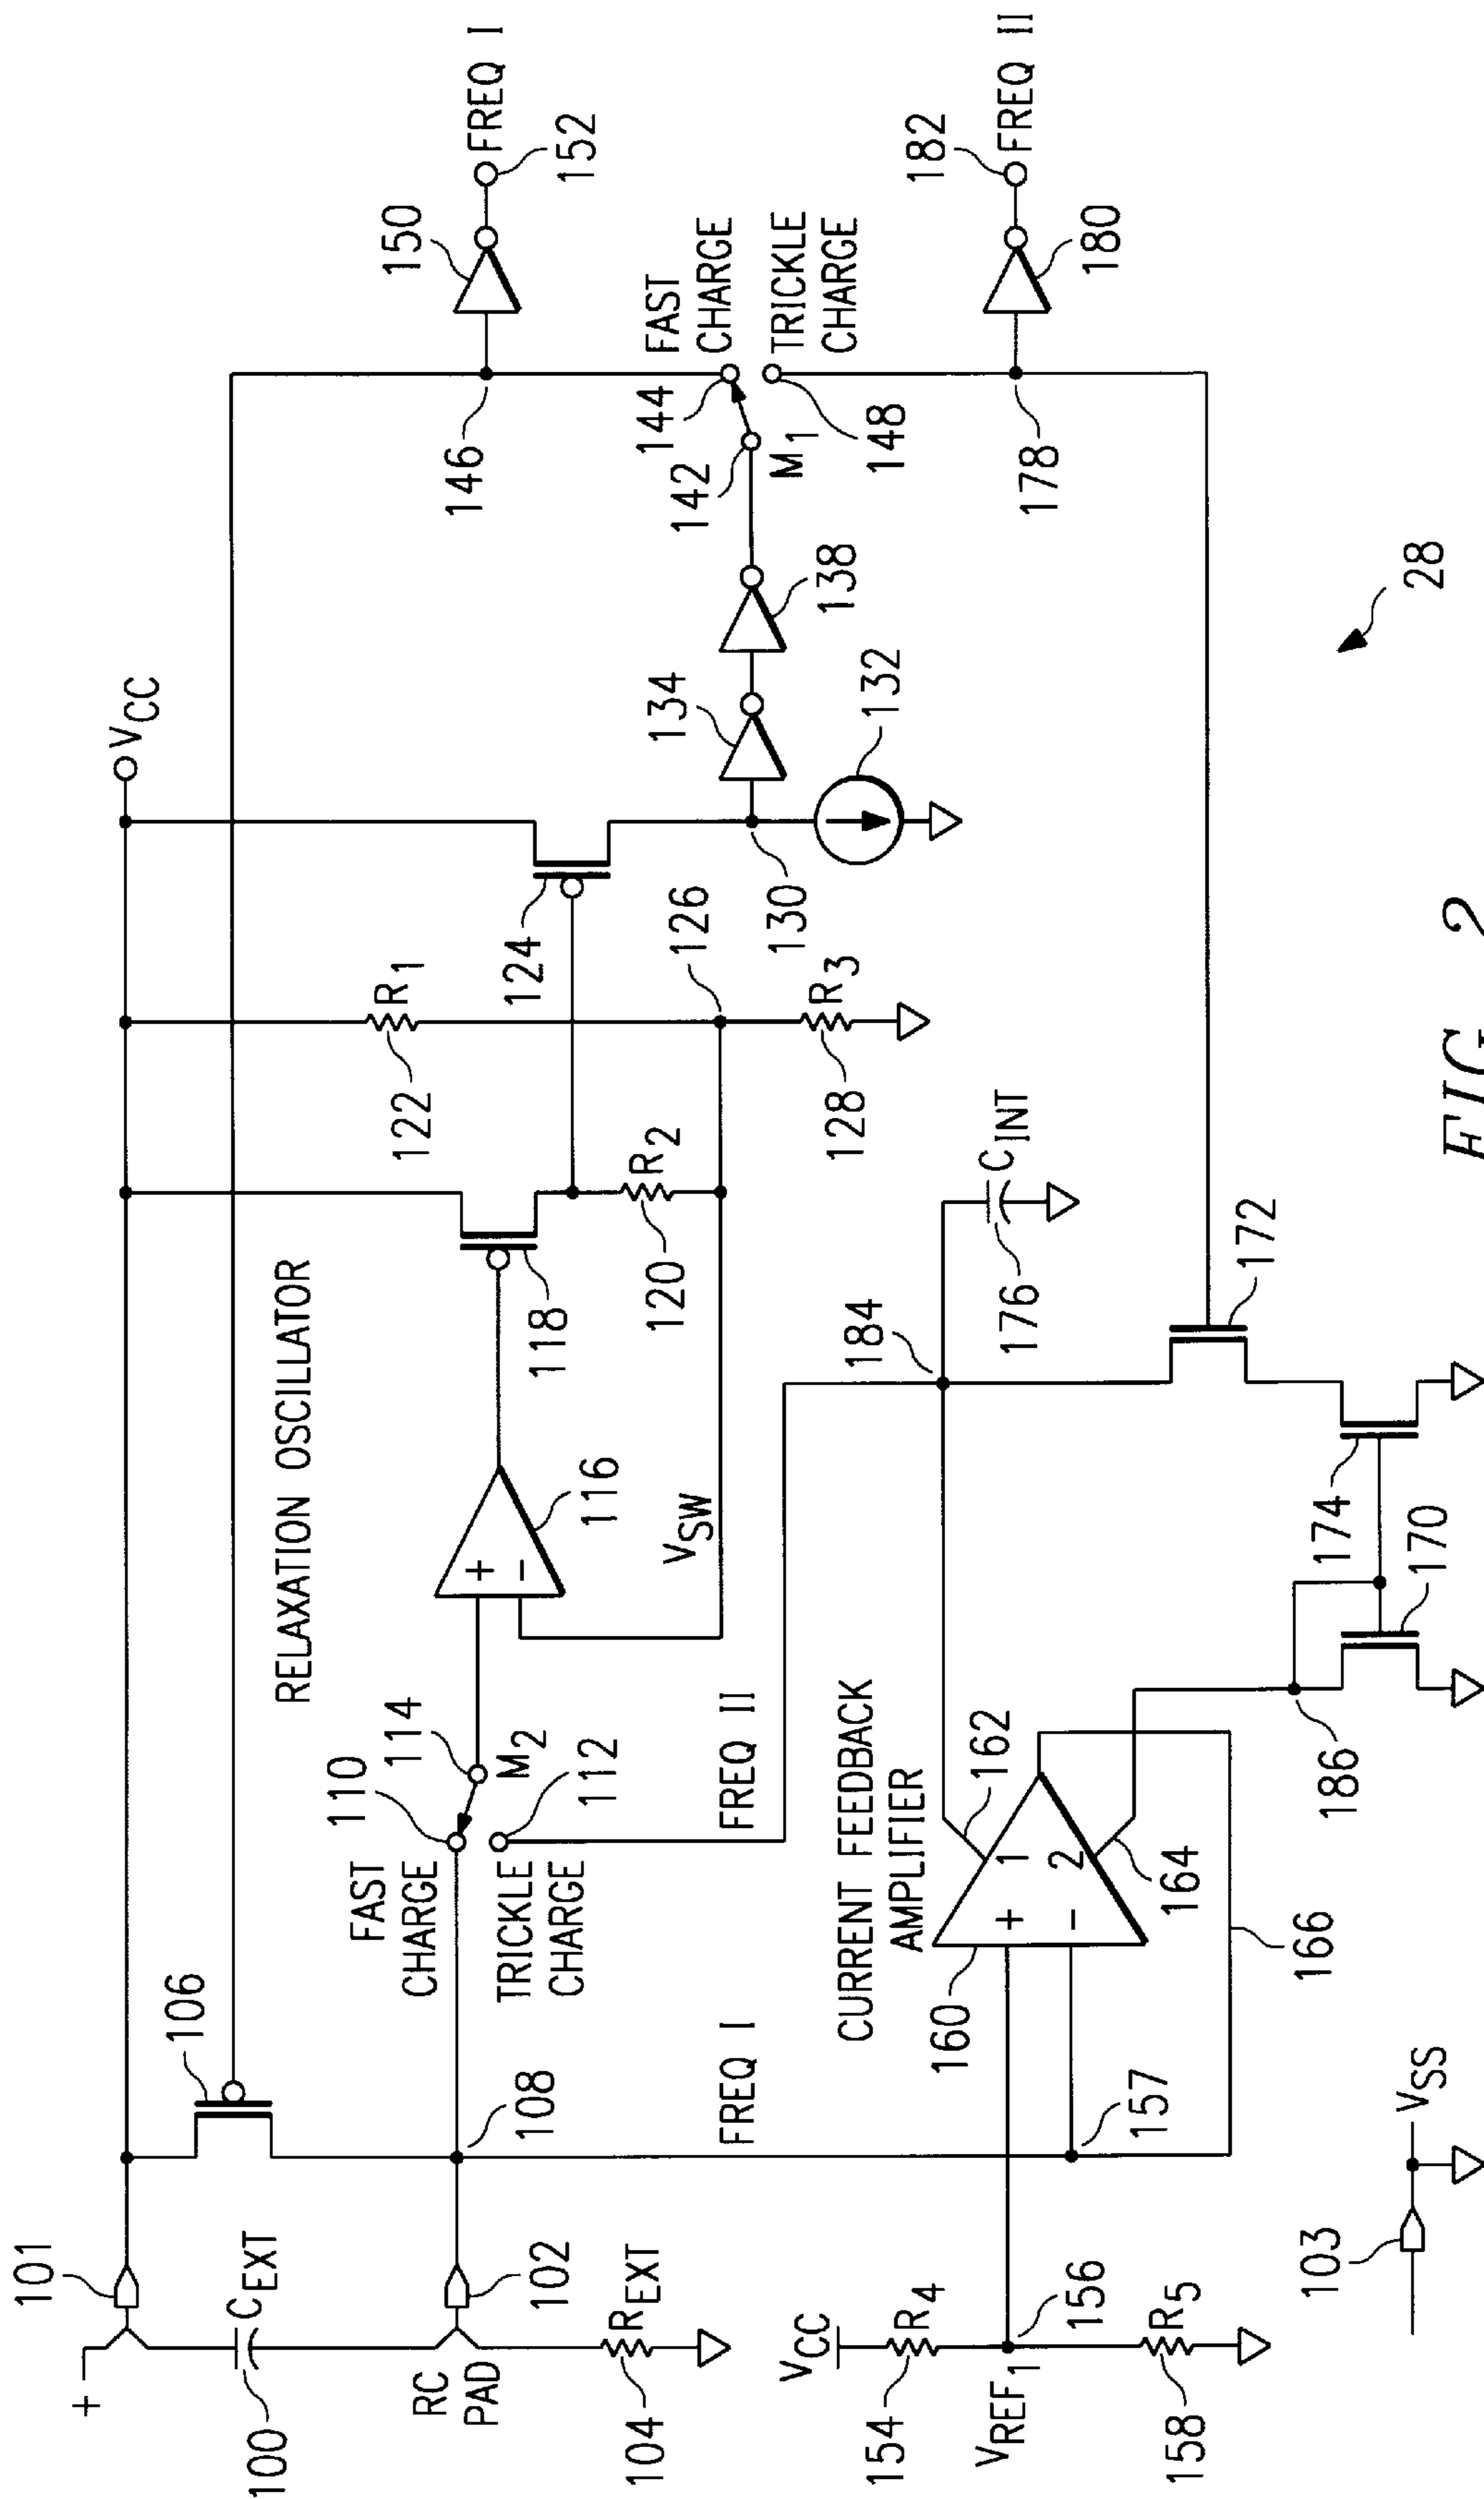 101
+
C EXT
100
RC
PAD
102
R EXT
104
106
108
FAST
CHARGE
110
114
M2
TRICKLE
CHARGE
112
FREQ I
FREQ II
RELAXATION OSCILLATOR
+
−
116
VSW
118
120
R2
122
R1
124
126
128
R3
VCC
130
132
134
138
142
M1
144
FAST
CHARGE
TRICKLE
CHARGE
148
146
150
152
FREQ I
178
180
182
FREQ II
VCC
154
R4
VREF1
156
158
R5
157
CURRENT FEEDBACK
AMPLIFIER
160
+
−
1
2
162
164
166
184
CINT
176
172
174
170
186
103
VSS
28
FIG. 2